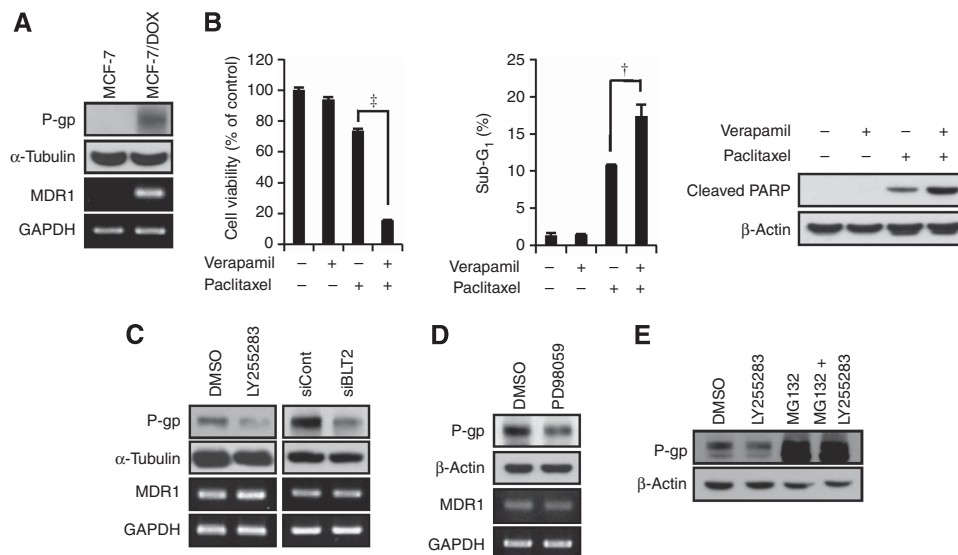 A
MCF-7
MCF-7/DOX
P-gp
α-Tubulin
MDR1
GAPDH
B
Cell viability (% of control)
120
100
80
60
40
20
0
‡
Verapamil – + – +
Paclitaxel – – + +
Sub-G1 (%)
25
20
15
10
5
0
†
Verapamil – + – +
Paclitaxel – – + +
Verapamil – + – +
Paclitaxel – – + +
Cleaved PARP
β-Actin
C
DMSO
LY255283
siCont
siBLT2
P-gp
α-Tubulin
MDR1
GAPDH
D
DMSO
PD98059
P-gp
β-Actin
MDR1
GAPDH
E
DMSO
LY255283
MG132
MG132 +
LY255283
P-gp
β-Actin